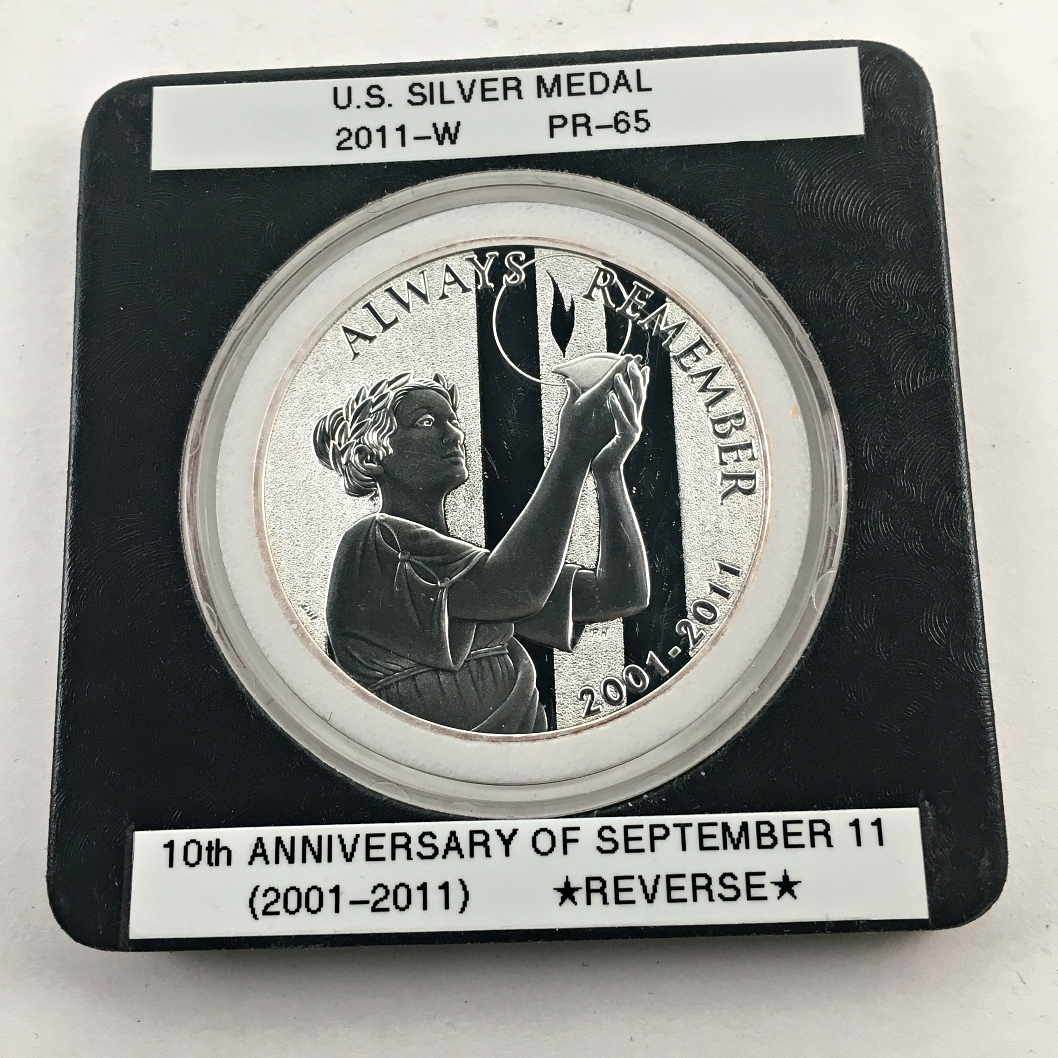 U.S. SILVER MEDAL
2011-W PR-65
ALWAYS REMEMBER
2001-2011
10th ANNIVERSARY OF SEPTEMBER 11
(2001-2011) ★REVERSE★